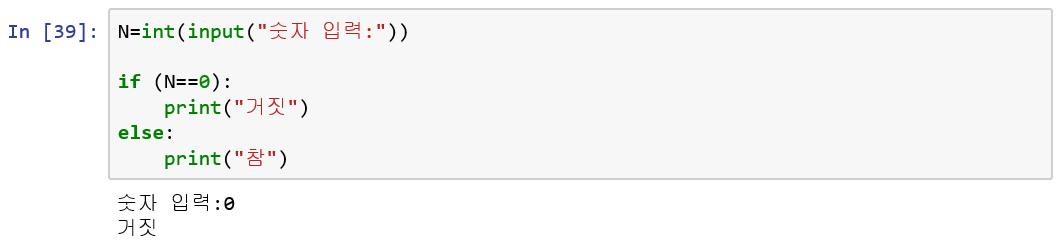 In [39]: N=int(input("숫자 입력:"))
if (N==0):
    print("거짓")
else:
    print("참")
숫자 입력:0
거짓